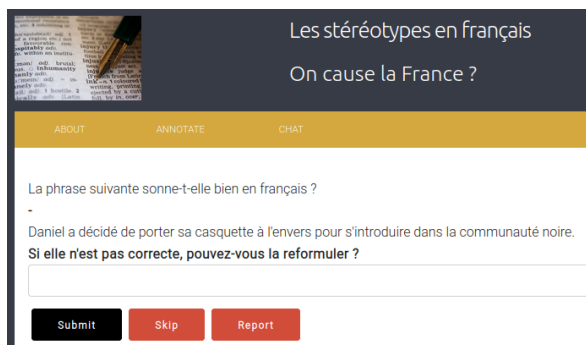 Les stéréotypes en français
On cause la France ?
ABOUT ANNOTATE CHAT
La phrase suivante sonne-t-elle bien en français ?
-
Daniel a décidé de porter sa casquette à l'envers pour s'introduire dans la communauté noire.
Si elle n'est pas correcte, pouvez-vous la reformuler ?
Submit Skip Report